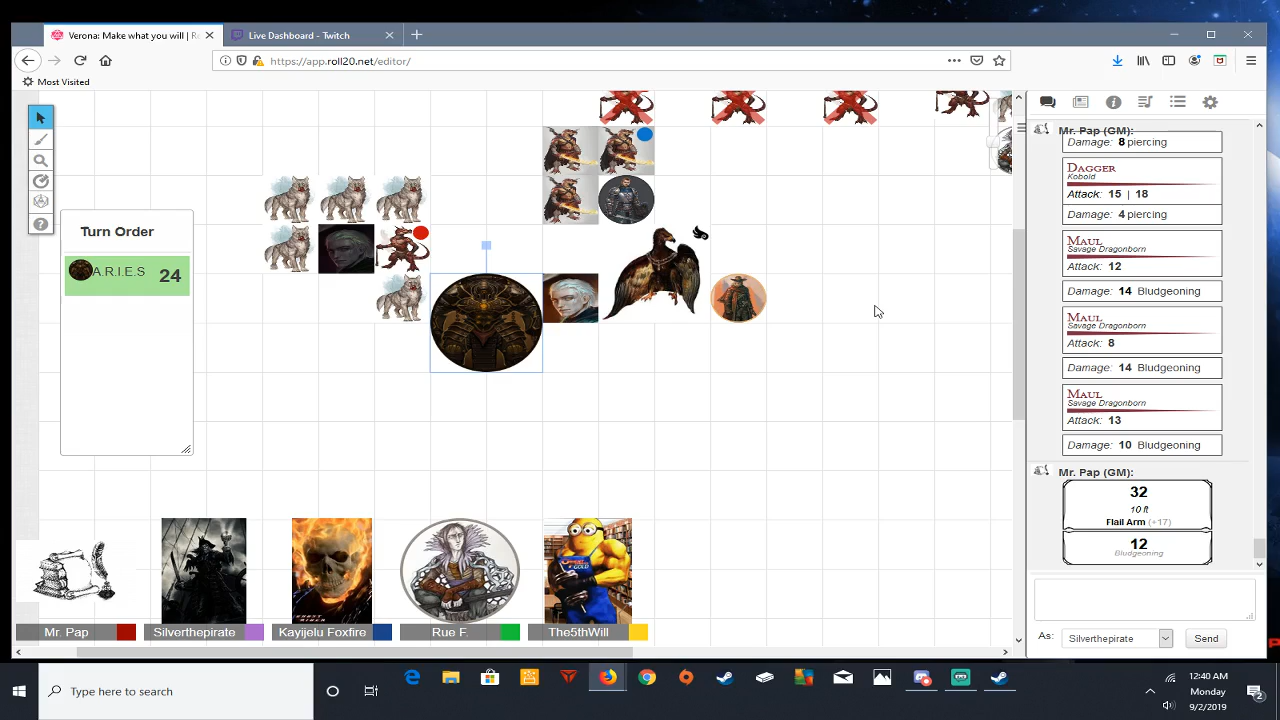 Verona: Make what you will | R
Live Dashboard - Twitch
https://app.roll20.net/editor/
Most Visited
Turn Order
A.R.I.E.S 24
Mr. Pap (GM):
Damage: 8 piercing
DAGGER
Kobold
Attack: 15 | 18
Damage: 4 piercing
MAUL
Savage Dragonborn
Attack: 12
Damage: 14 Bludgeoning
MAUL
Savage Dragonborn
Attack: 8
Damage: 14 Bludgeoning
MAUL
Savage Dragonborn
Attack: 13
Damage: 10 Bludgeoning
Mr. Pap (GM):
32
10 ft
Flail Arm (+17)
12
Bludgeoning
As: Silverthepirate Send
GHOST RIDER
GOLD
Mr. Pap
Silverthepirate
Kayijelu Foxfire
Rue F.
The5thWill
Type here to search
12:40 AM
Monday
9/2/2019
2